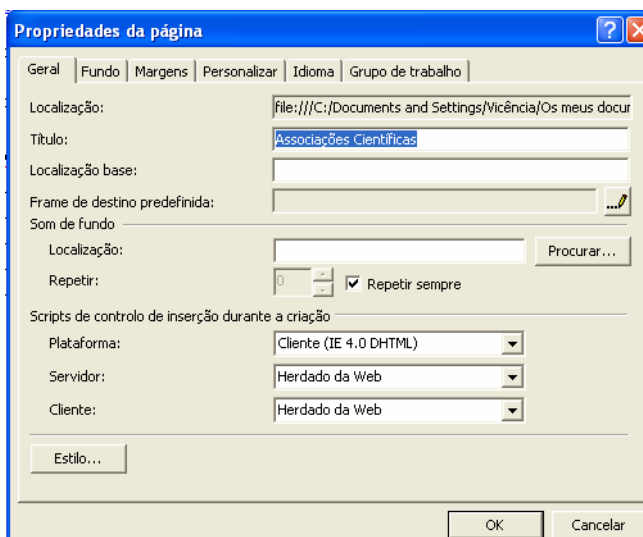 Propriedades da página
Geral Fundo Margens Personalizar Idioma Grupo de trabalho
Localização: file:///C:/Documents and Settings/Vicência/Os meus docur
Título: Associações Científicas
Localização base:
Frame de destino predefinida: ...
Som de fundo
Localização: Procurar...
Repetir: 0 Repetir sempre
Scripts de controlo de inserção durante a criação
Plataforma: Cliente (IE 4.0 DHTML)
Servidor: Herdado da Web
Cliente: Herdado da Web
Estilo...
OK Cancelar